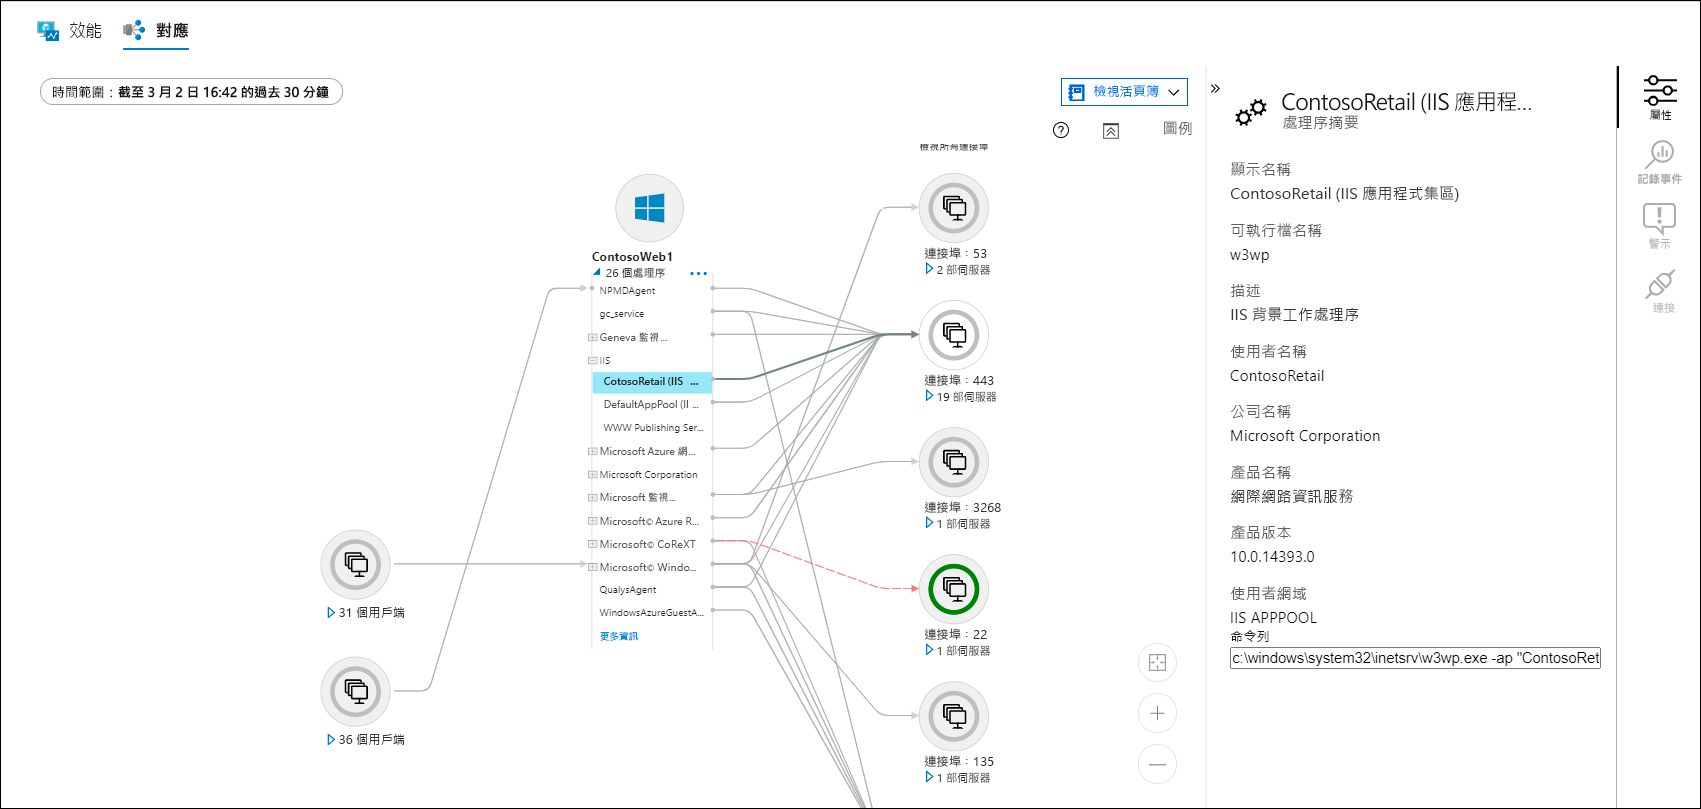 效能
對應
時間範圍：截至 3 月 2 日 16:42 的過去 30 分鐘
檢視活頁簿
圖例
檢視所有連接埠
ContosoWeb1
26 個處理序
NPMDAgent
gc_service
Geneva 監視 ...
IIS
CotosoRetail (IIS ...
DefaultAppPool (II ...
WWW Publishing Ser...
Microsoft Azure 網...
Microsoft Corporation
Microsoft 監視...
Microsoft© Azure R...
Microsoft© CoReXT
Microsoft© Windo...
QualysAgent
WindowsAzureGuestA...
更多資訊
31 個用戶端
36 個用戶端
連接埠：53
2 部伺服器
連接埠：443
19 部伺服器
連接埠：3268
1 部伺服器
連接埠：22
1 部伺服器
連接埠：135
1 部伺服器
ContosoRetail (IIS 應用程...
處理序摘要
顯示名稱
ContosoRetail (IIS 應用程式集區)
可執行檔名稱
w3wp
描述
IIS 背景工作處理序
使用者名稱
ContosoRetail
公司名稱
Microsoft Corporation
產品名稱
網際網路資訊服務
產品版本
10.0.14393.0
使用者網域
IIS APPPOOL
命令列
c:\windows\system32\inetsrv\w3wp.exe -ap "ContosoRet
屬性
記錄事件
警示
連接